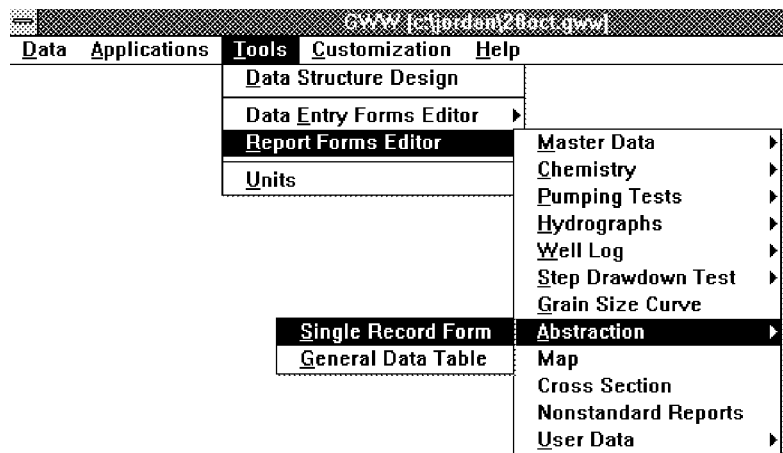 GWW [c:\jordan\28oct.gww]
Data Applications Tools Customization Help
Data Structure Design
Data Entry Forms Editor
Report Forms Editor
Units
Master Data
Chemistry
Pumping Tests
Hydrographs
Well Log
Step Drawdown Test
Grain Size Curve
Abstraction
Single Record Form
General Data Table
Map
Cross Section
Nonstandard Reports
User Data